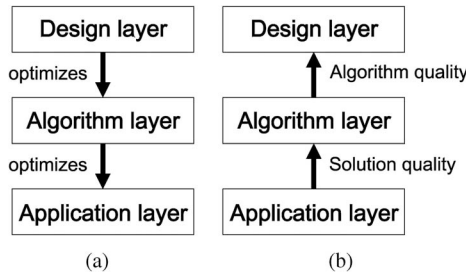 Design layer
optimizes
Algorithm layer
optimizes
Application layer
(a)
Design layer
Algorithm quality
Algorithm layer
Solution quality
Application layer
(b)